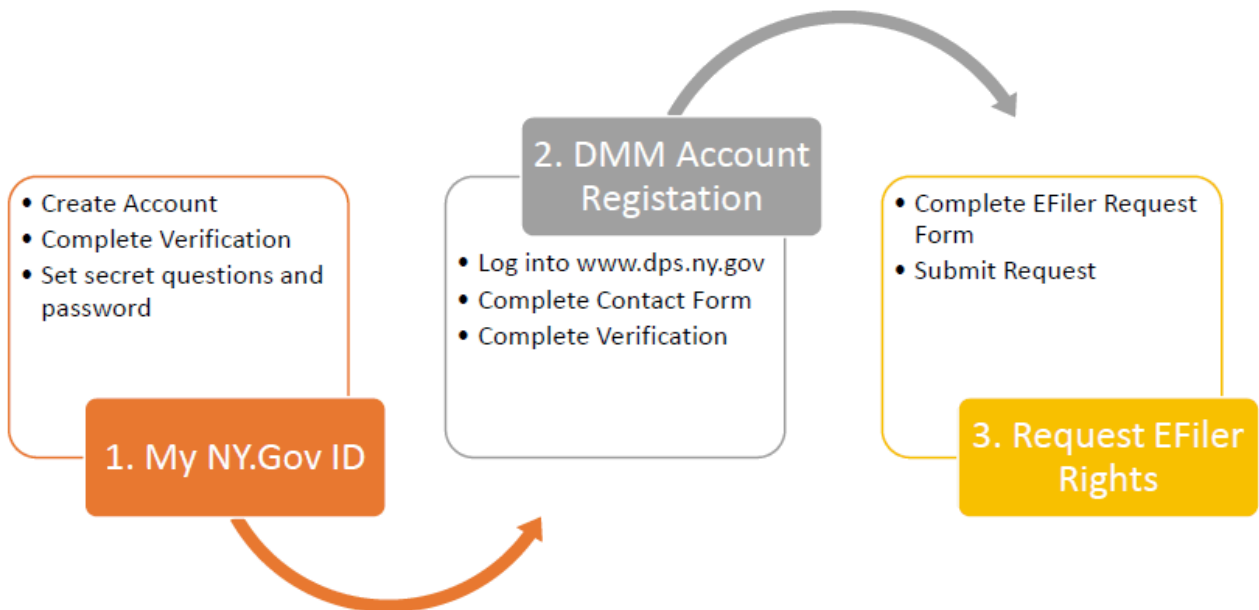 • Create Account
• Complete Verification
• Set secret questions and
password
1. My NY.Gov ID
2. DMM Account
Registation
• Log into www.dps.ny.gov
• Complete Contact Form
• Complete Verification
• Complete EFiler Request
Form
• Submit Request
3. Request EFiler
Rights